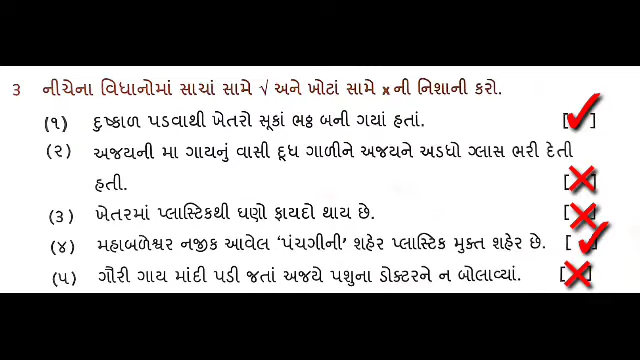 ૩ નીચેના વિધાનોમાં સાચાં સામે √ અને ખોટાં સામે x ની નિશાની કરો.
(૧) દુષ્કાળ પડવાથી ખેતરો સૂકાં ભઠ્ઠ બની ગયાં હતાં. [✓]
(૨) અજયની મા ગાયનું વાસી દૂધ ગાળીને અજયને અડધો ગ્લાસ ભરી દેતી
હતી. [✗]
(૩) ખેતરમાં પ્લાસ્ટિકથી ઘણો ફાયદો થાય છે. [✗]
(૪) મહાબળેશ્વર નજીક આવેલ ‘પંચગીની’ શહેર પ્લાસ્ટિક મુક્ત શહેર છે. [✓]
(૫) ગૌરી ગાય માંદી પડી જતાં અજયે પશુના ડોક્ટરને ન બોલાવ્યાં. [✗]